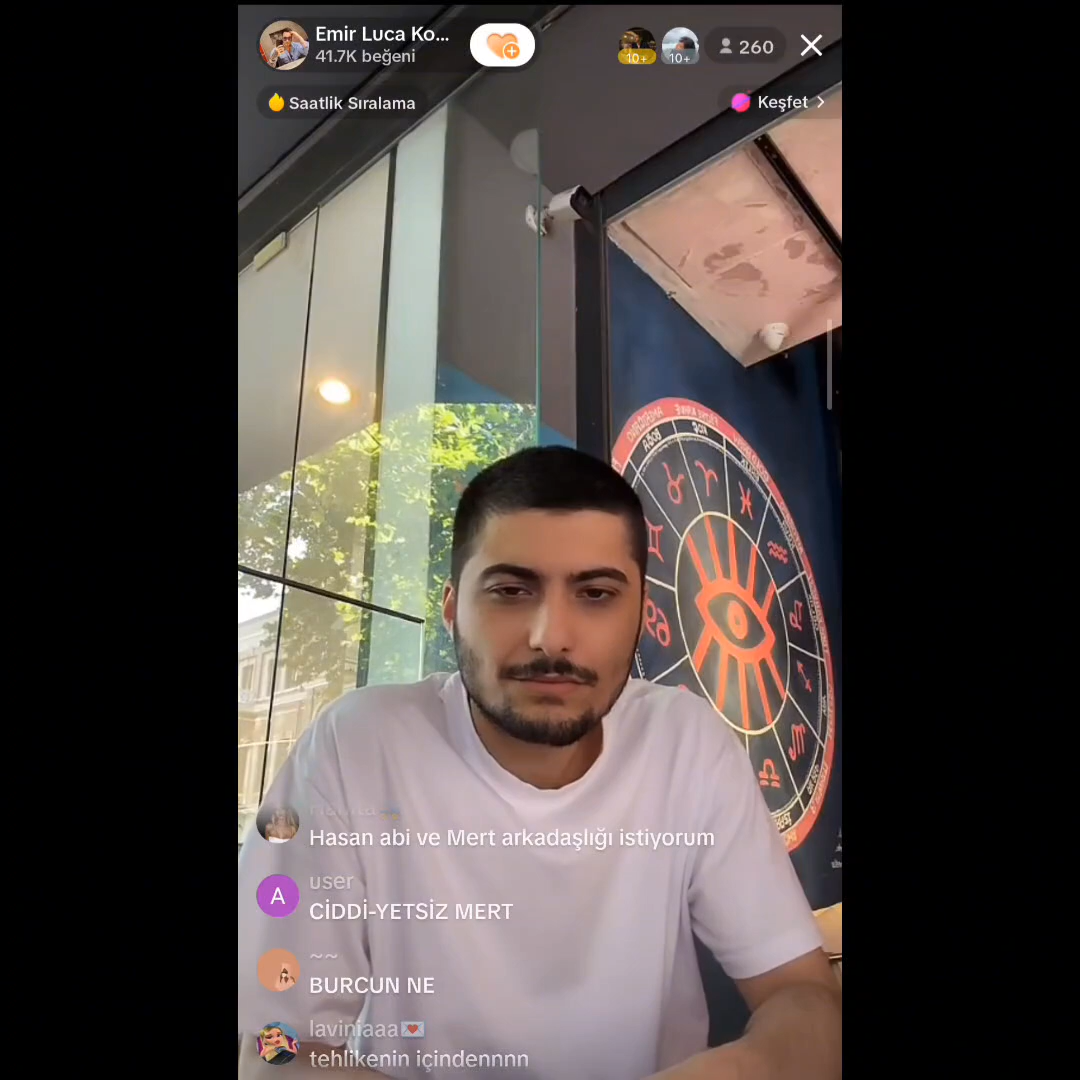 Emir Luca Ko...
41.7K beğeni
10+
10+
260
Saatlik Sıralama
Keşfet
Hasan abi ve Mert arkadaşlığı istiyorum
A
user
CİDDİ-YETSİZ MERT
~~
BURCUN NE
laviniaaa💌
tehlikenin içindennnn